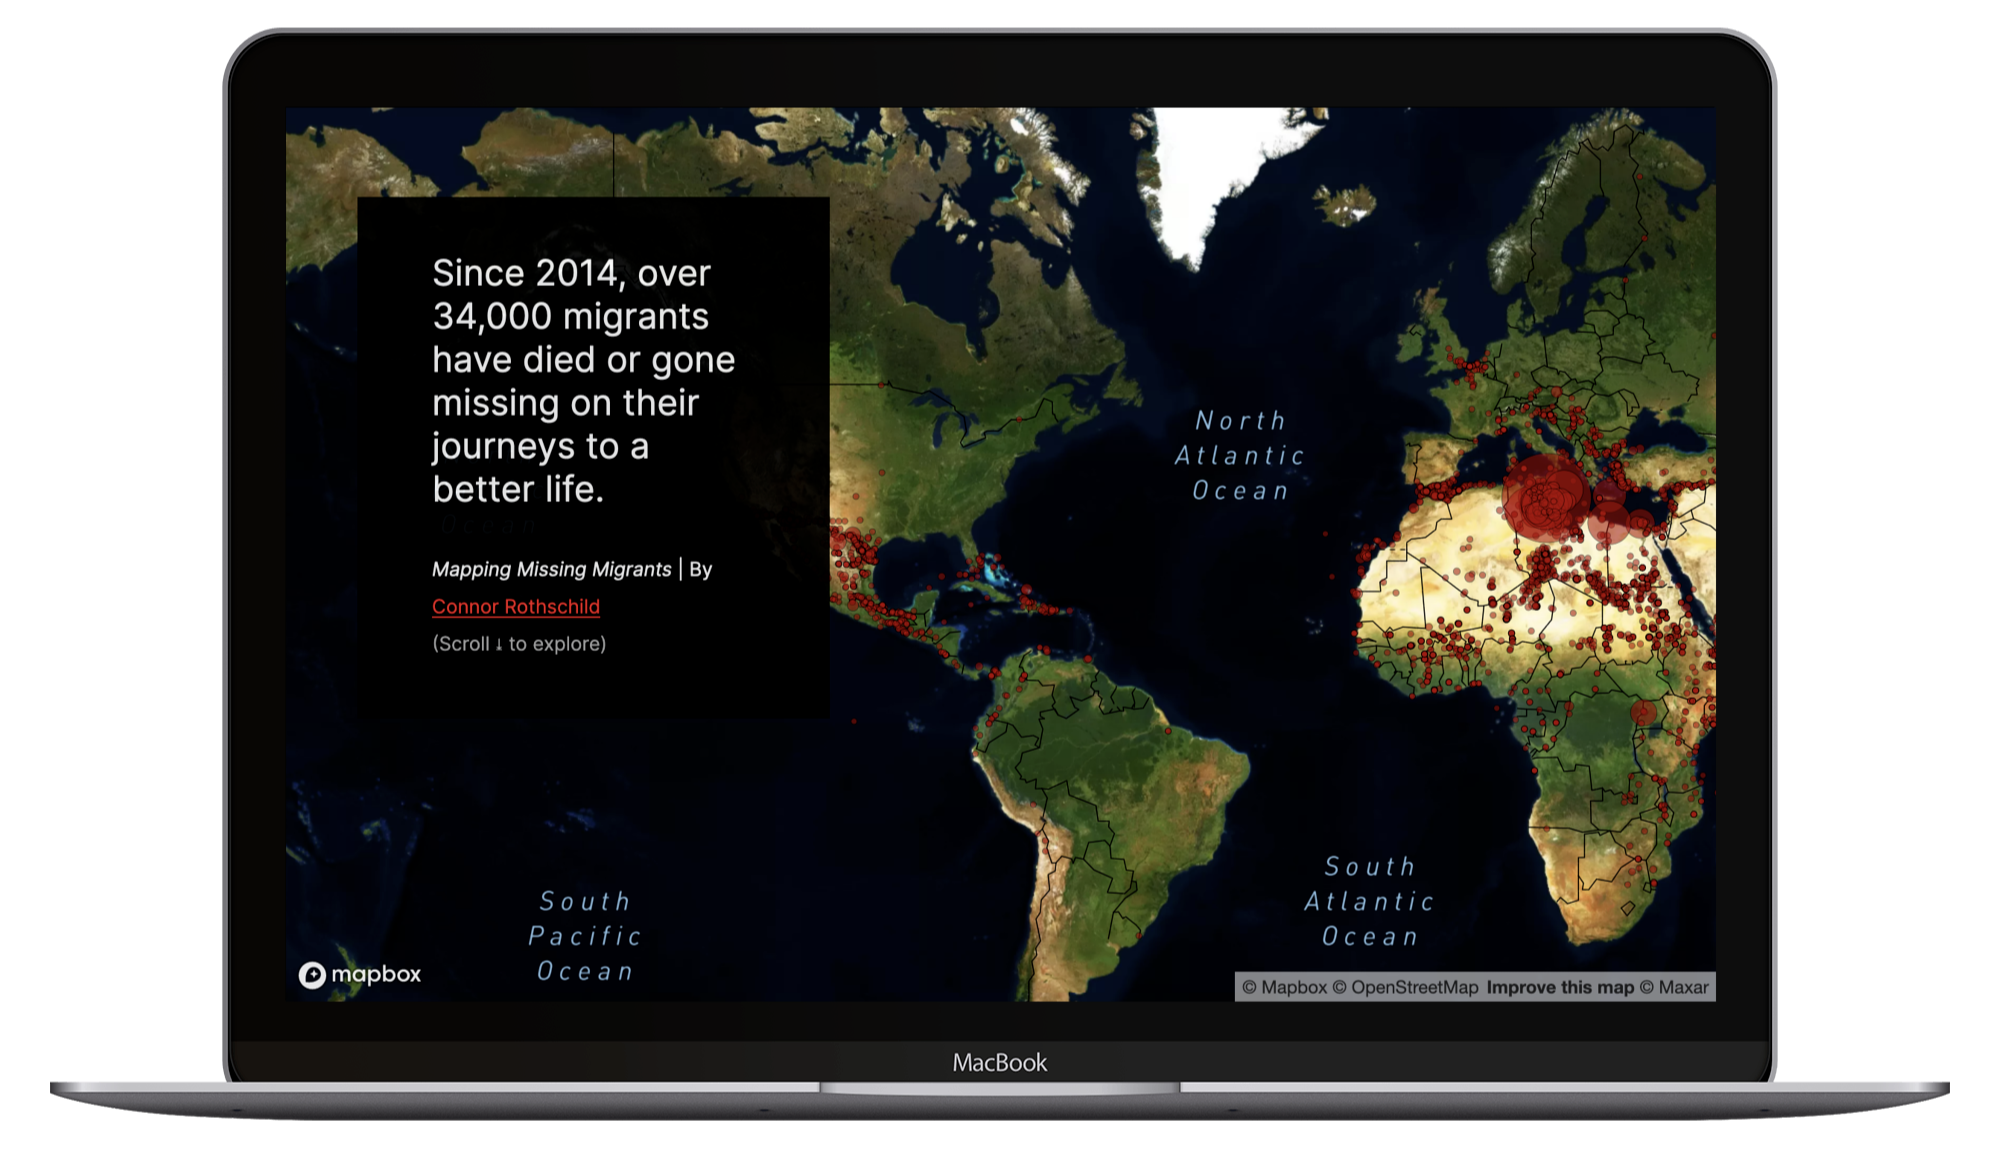 Since 2014, over
34,000 migrants
have died or gone
missing on their
journeys to a
better life.
Ocean
Mapping Missing Migrants | By
Connor Rothschild
(Scroll ↓ to explore)
North
Atlantic
Ocean
South
Pacific
Ocean
South
Atlantic
Ocean
mapbox
© Mapbox © OpenStreetMap Improve this map © Maxar
MacBook